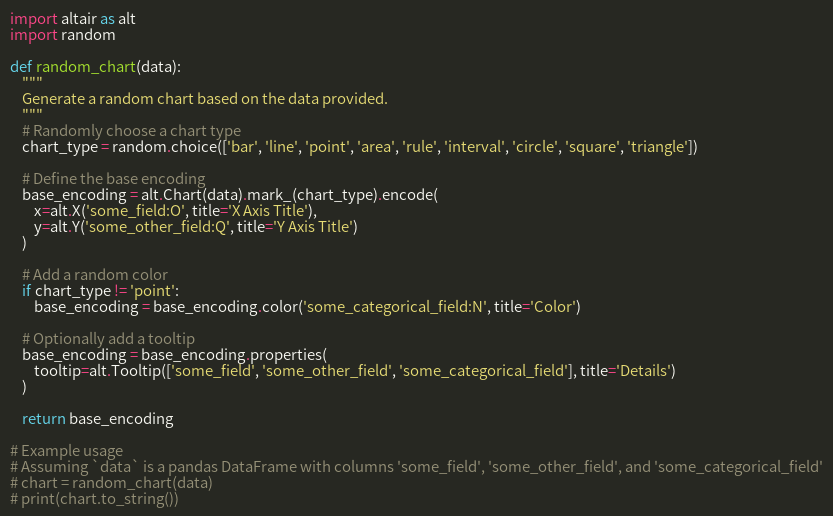 import altair as alt
import random
def random_chart(data):
"""
Generate a random chart based on the data provided.
"""
# Randomly choose a chart type
chart_type = random.choice(['bar', 'line', 'point', 'area', 'rule', 'interval', 'circle', 'square', 'triangle'])
# Define the base encoding
base_encoding = alt.Chart(data).mark_(chart_type).encode(
x=alt.X('some_field:O', title='X Axis Title'),
y=alt.Y('some_other_field:Q', title='Y Axis Title')
)
# Add a random color
if chart_type != 'point':
base_encoding = base_encoding.color('some_categorical_field:N', title='Color')
# Optionally add a tooltip
base_encoding = base_encoding.properties(
tooltip=alt.Tooltip(['some_field', 'some_other_field', 'some_categorical_field'], title='Details')
)
return base_encoding
# Example usage
# Assuming `data` is a pandas DataFrame with columns 'some_field', 'some_other_field', and 'some_categorical_field'
# chart = random_chart(data)
# print(chart.to_string())